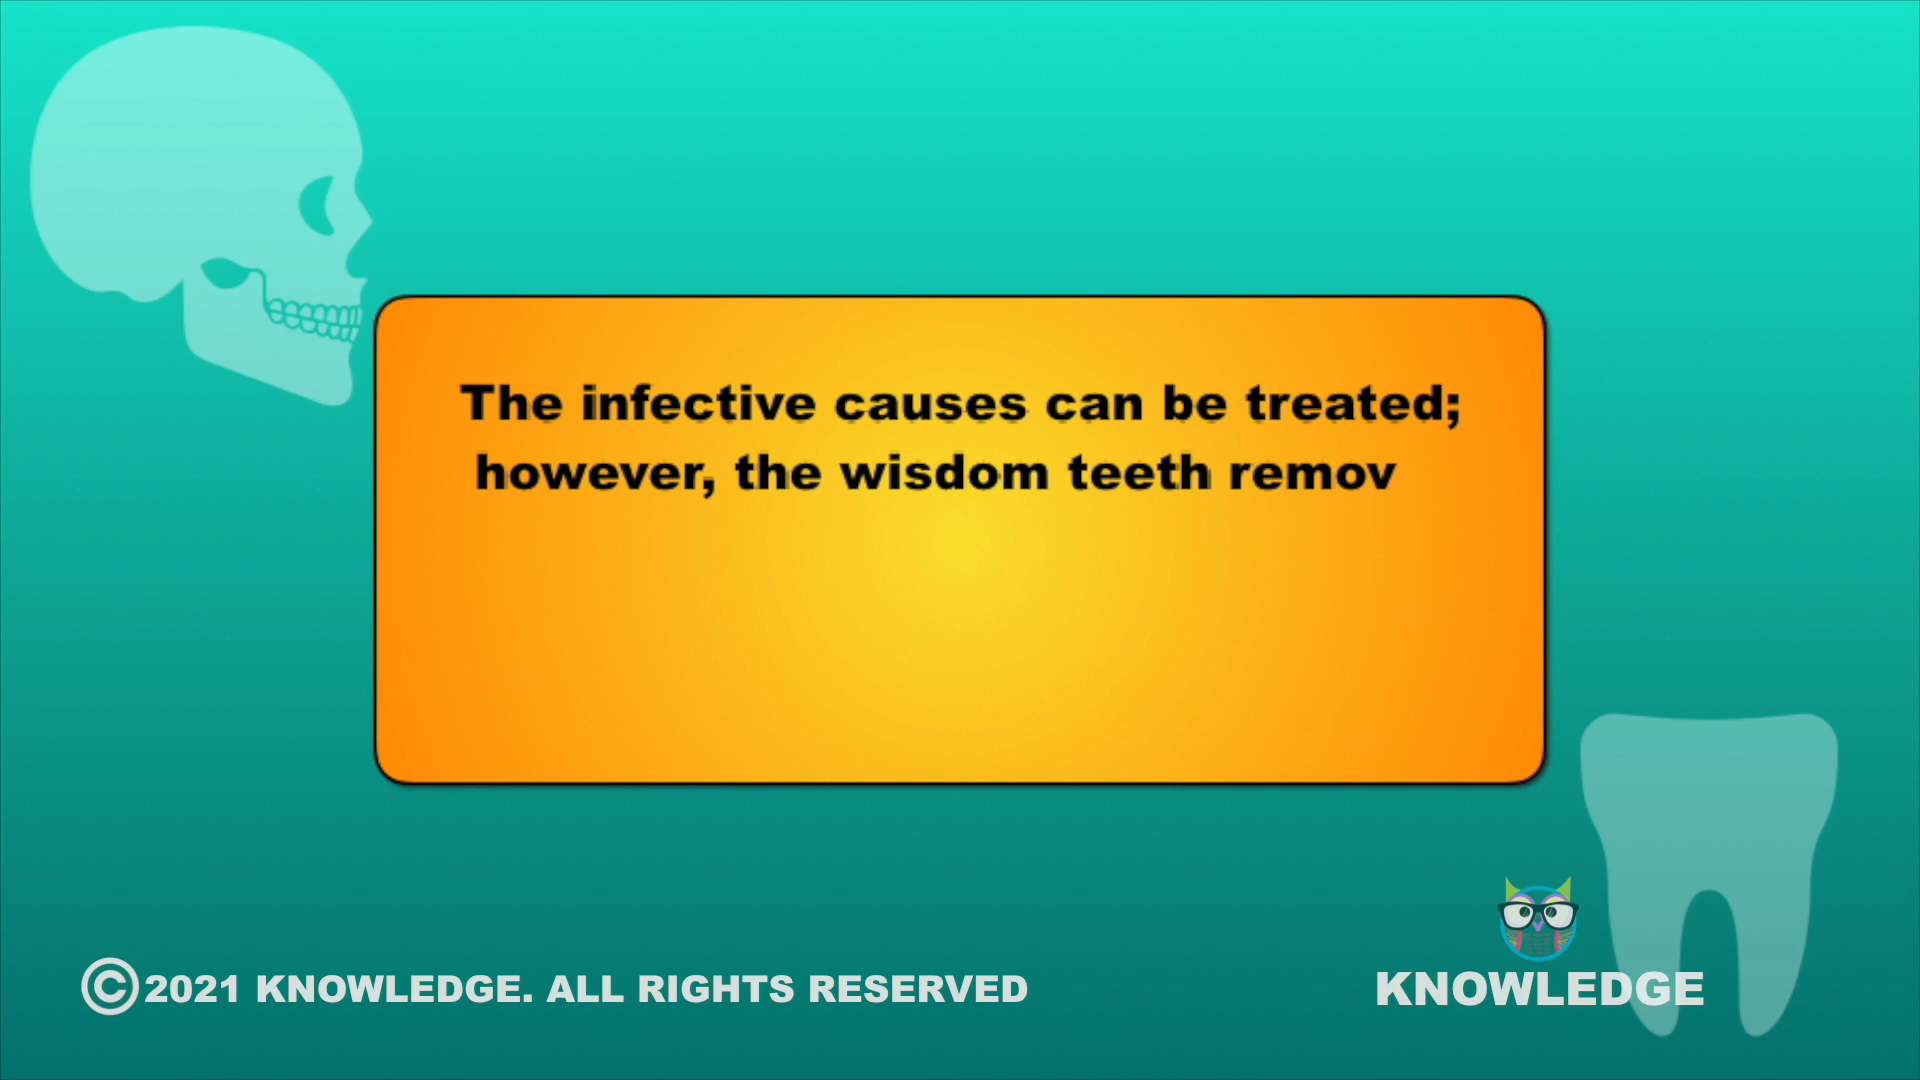 The infective causes can be treated;
however, the wisdom teeth remov
©2021 KNOWLEDGE. ALL RIGHTS RESERVED
KNOWLEDGE